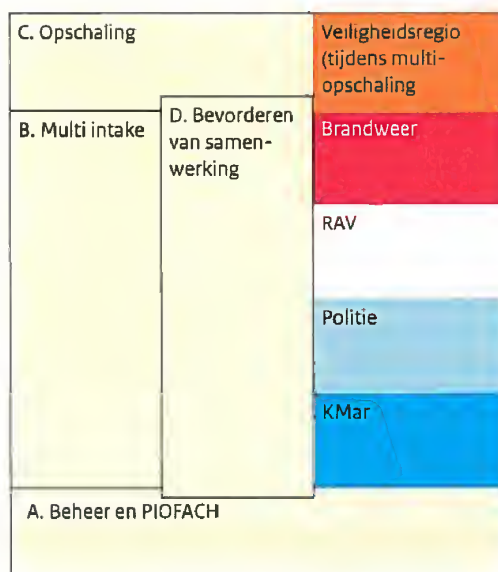 C. Opschaling
Veiligheidsregio
(tijdens multi-
opschaling
B. Multi intake
D. Bevorderen
van samen-
werking
Brandweer
RAV
Politie
KMar
A. Beheer en PIOFACH